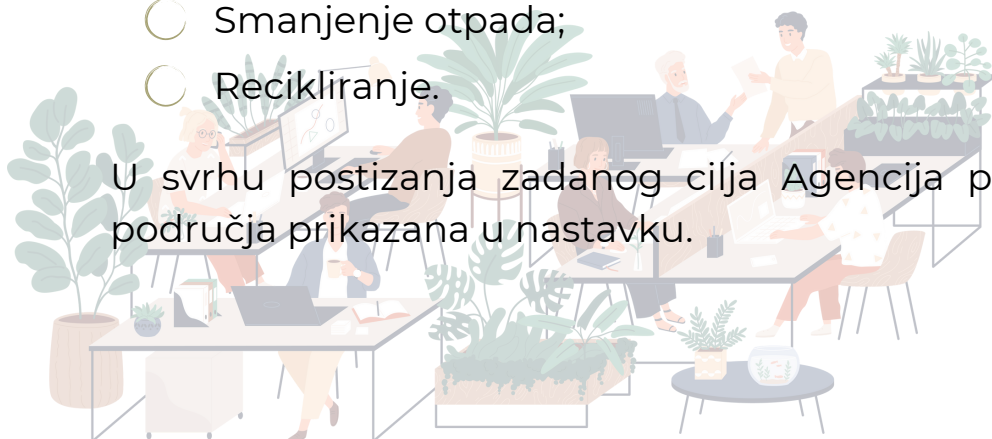 Smanjenje otpada;
Recikliranje.
U svrhu postizanja zadanog cilja Agencija p
područja prikazana u nastavku.